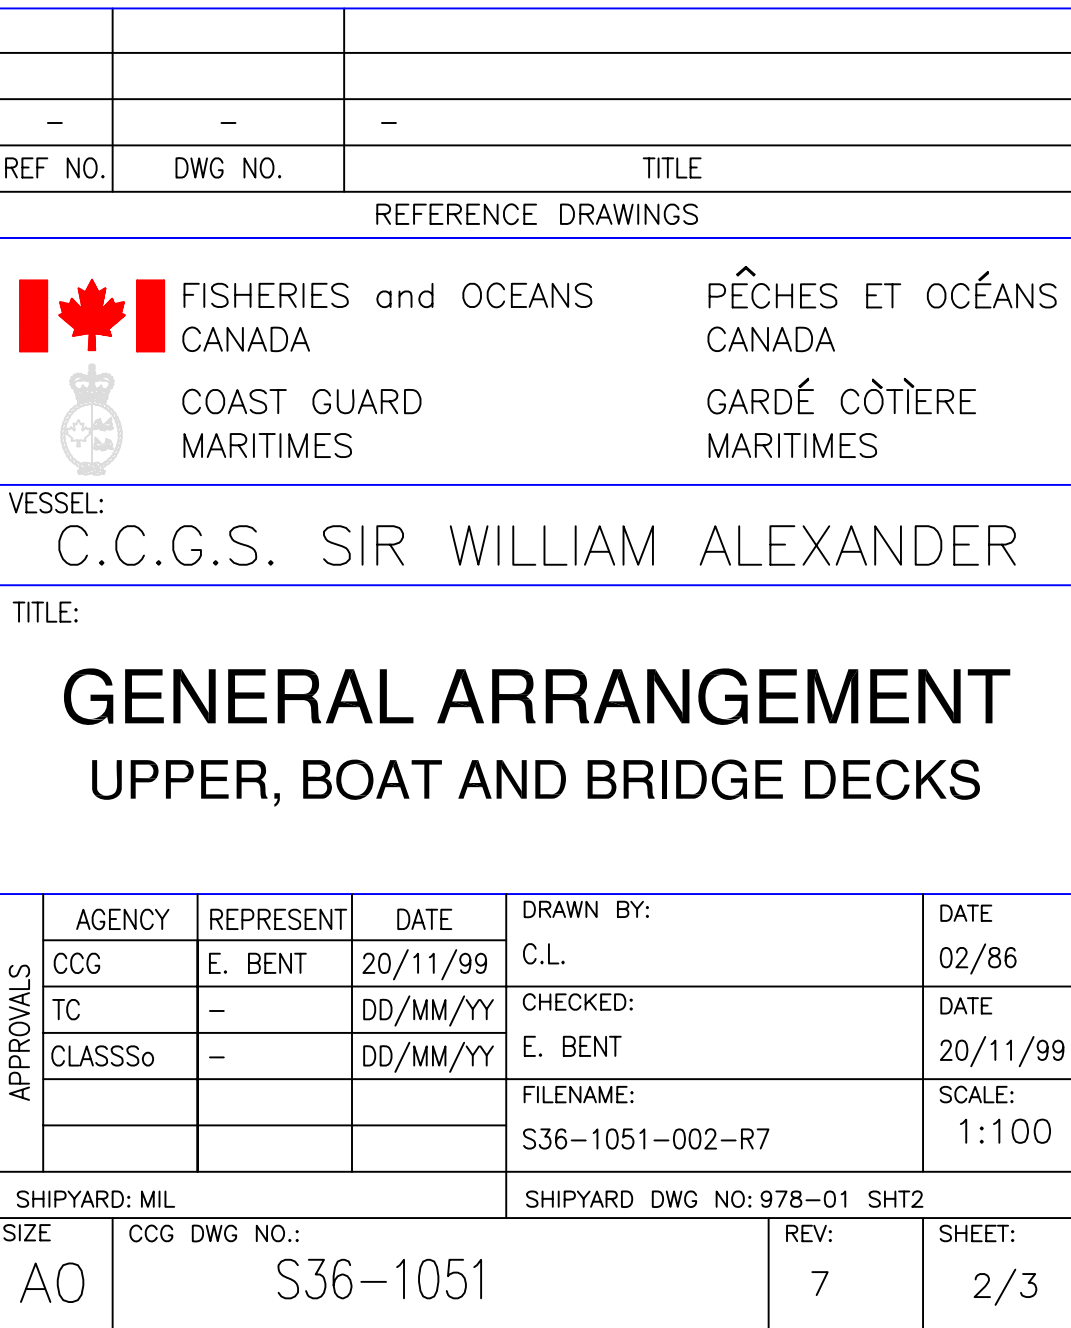 – – –
REF NO. DWG NO. TITLE
REFERENCE DRAWINGS
FISHERIES and OCEANS
CANADA
PÊCHES ET OCÉANS
CANADA
COAST GUARD
MARITIMES
GARDÉ CÒTÌERE
MARITIMES
VESSEL:
C.C.G.S. SIR WILLIAM ALEXANDER
TITLE:
GENERAL ARRANGEMENT
UPPER, BOAT AND BRIDGE DECKS
APPROVALS
AGENCY REPRESENT DATE
CCG E. BENT 20/11/99
TC – DD/MM/YY
CLASSSo – DD/MM/YY
DRAWN BY:
C.L.
DATE
02/86
CHECKED:
E. BENT
DATE
20/11/99
FILENAME:
S36-1051-002-R7
SCALE:
1:100
SHIPYARD: MIL
SHIPYARD DWG NO: 978-01 SHT2
SIZE
A0
CCG DWG NO.:
S36-1051
REV:
7
SHEET:
2/3